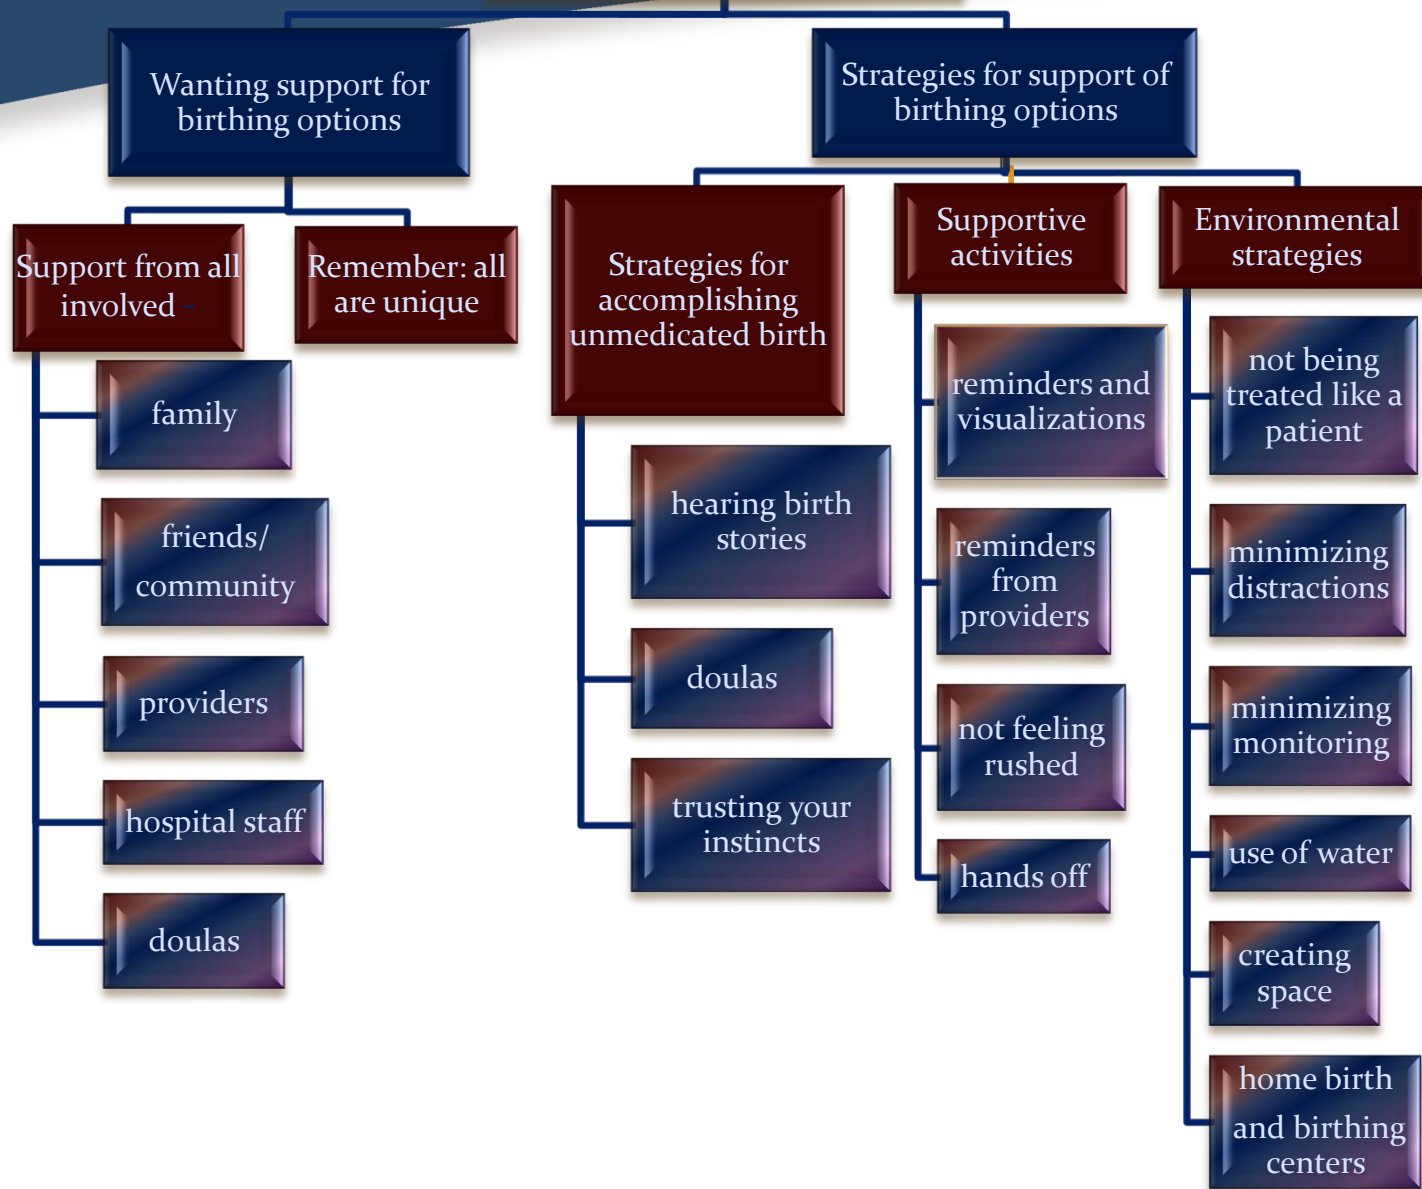 Wanting support for
birthing options
Strategies for support of
birthing options
Support from all
involved -
Remember: all
are unique
Strategies for
accomplishing
unmedicated birth
Supportive
activities
Environmental
strategies
family
friends/
community
providers
hospital staff
doulas
hearing birth
stories
doulas
trusting your
instincts
reminders and
visualizations
reminders
from
providers
not feeling
rushed
hands off
not being
treated like a
patient
minimizing
distractions
minimizing
monitoring
use of water
creating
space
home birth
and birthing
centers